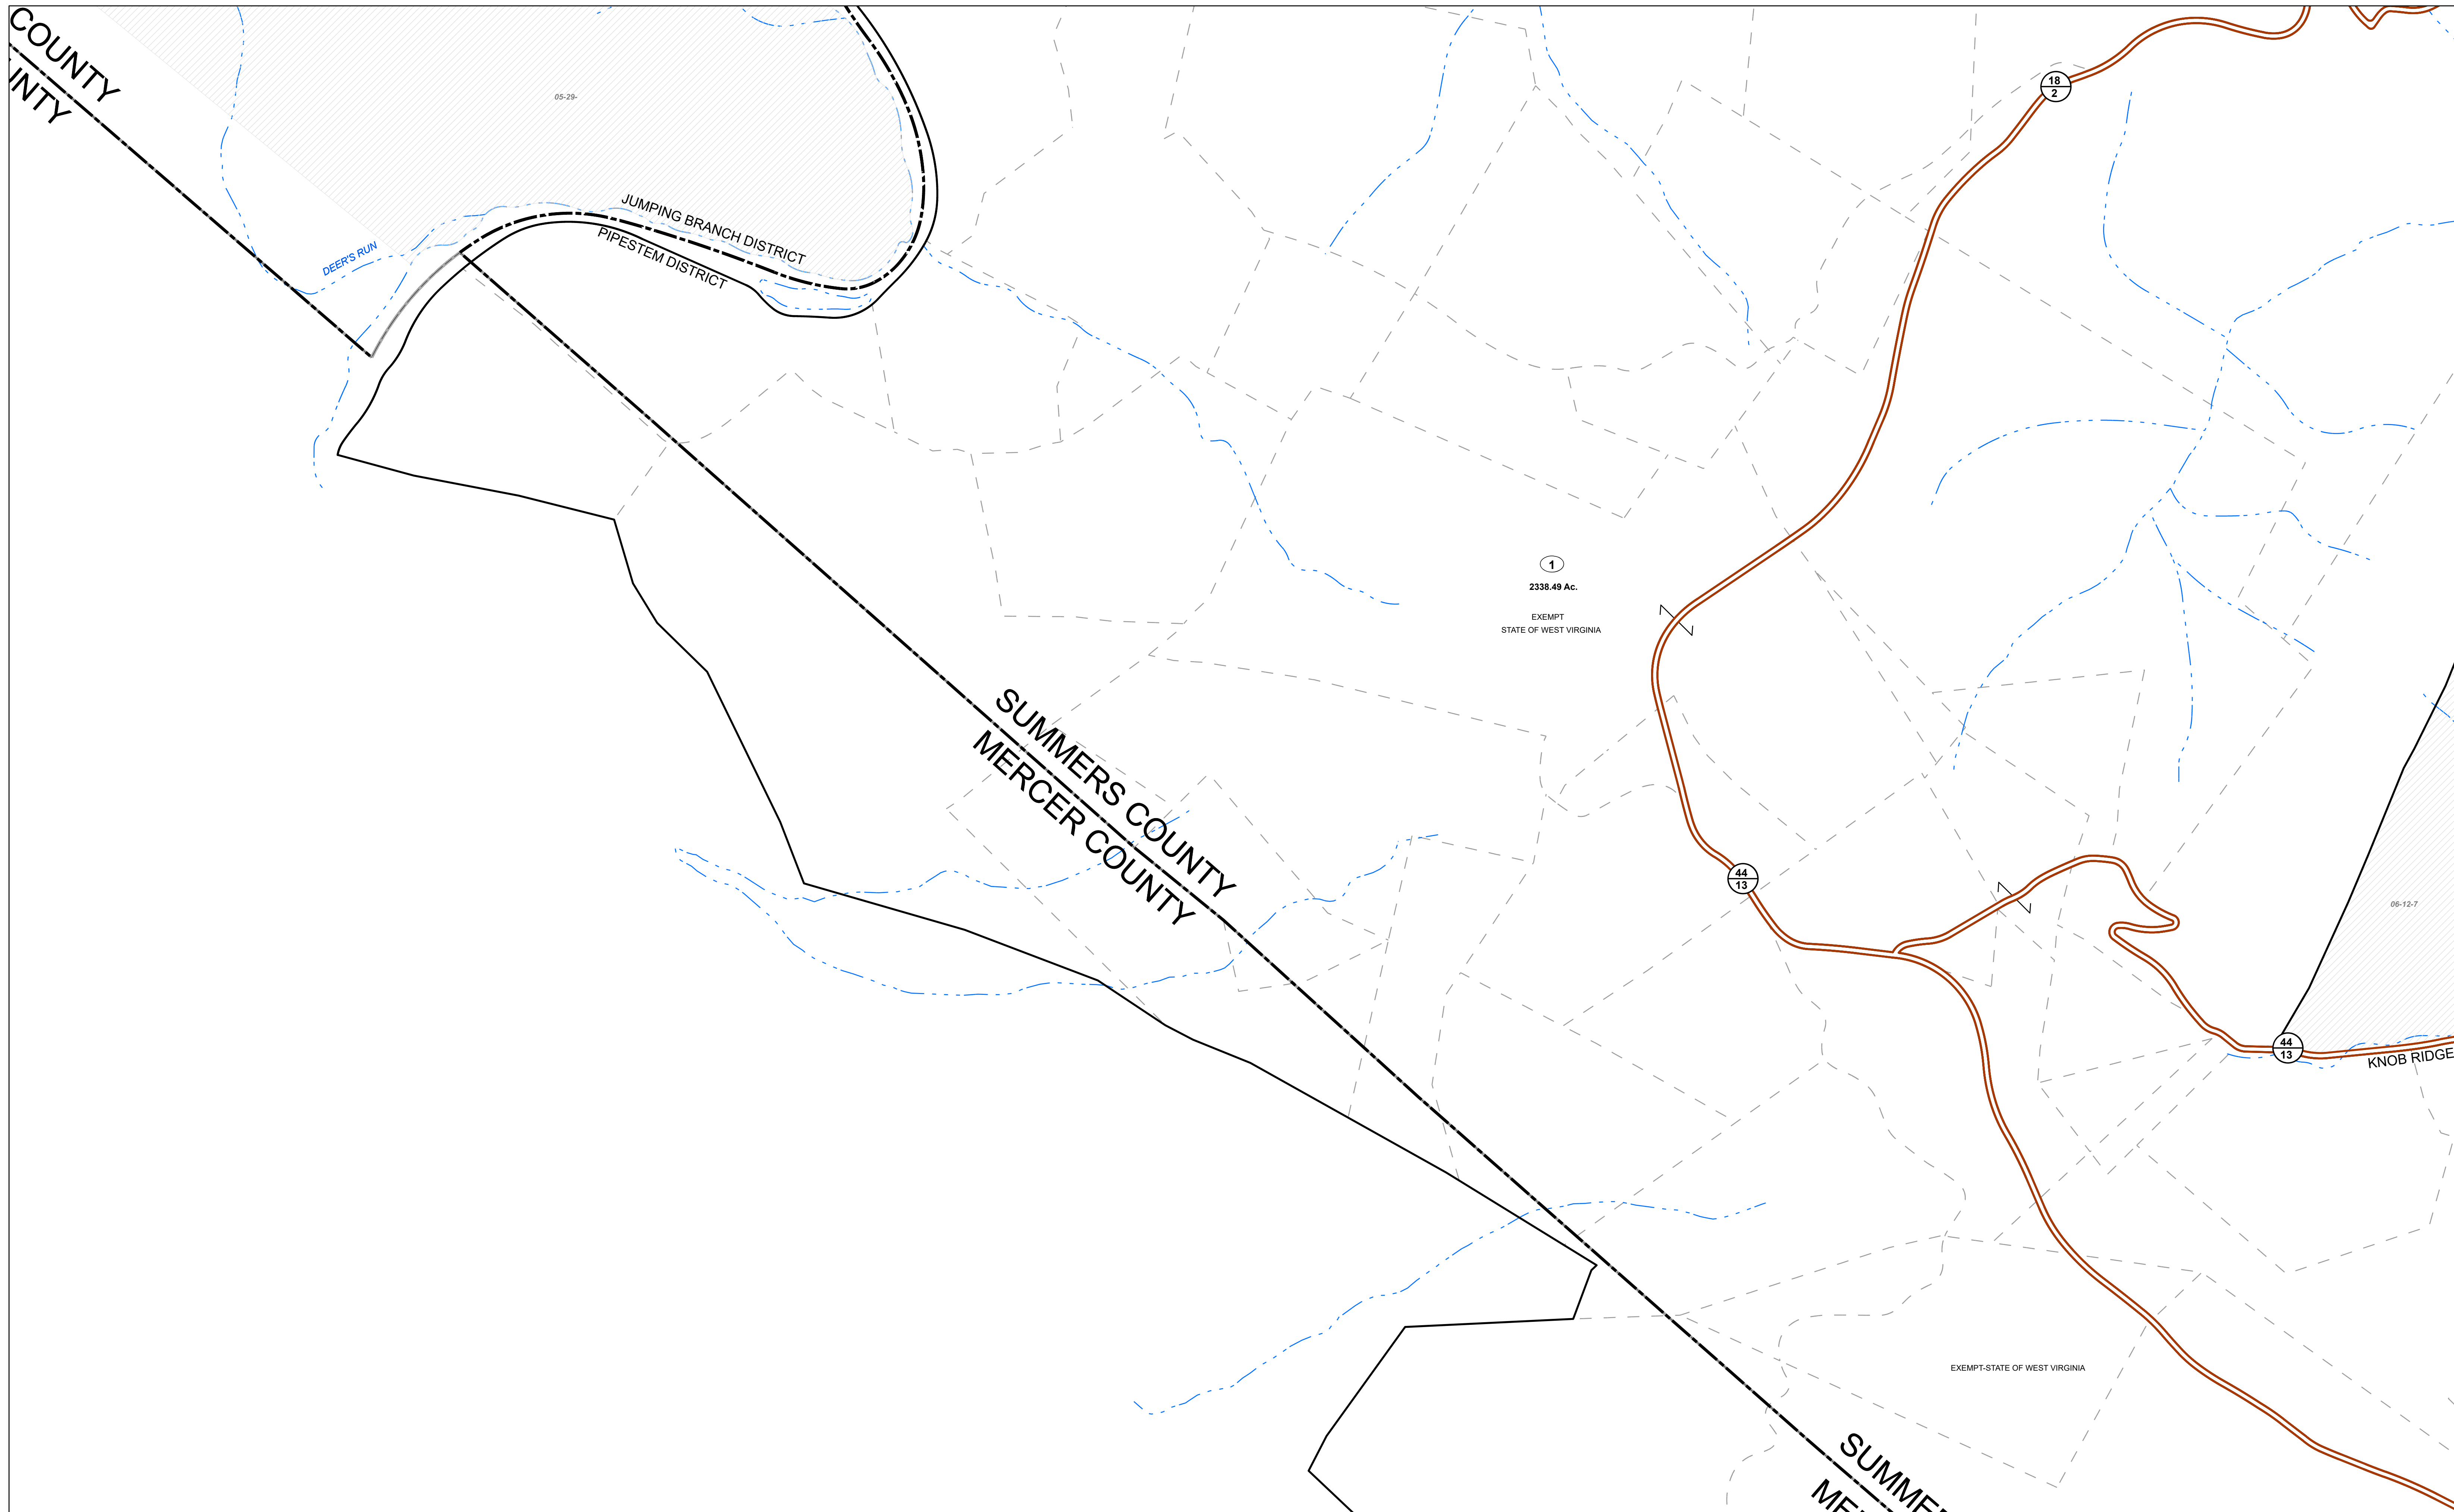 COUNTY
UNTY
05-29-
18
2
JUMPING BRANCH DISTRICT
PIPESTEM DISTRICT
DEER'S RUN
1
2338.49 Ac.
EXEMPT
STATE OF WEST VIRGINIA
SUMMERS COUNTY
MERCER COUNTY
44
13
06-12-7
44
13
KNOB RIDGE
EXEMPT-STATE OF WEST VIRGINIA
SUMMER
ME